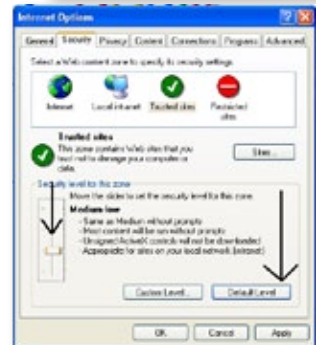 Internet Options
General Security Privacy Content Connections Programs Advanced
Select a Web content zone to specify its security settings.
Internet Local intranet Trusted sites Restricted sites
Trusted sites
This zone contains Web sites that you
trust not to damage your computer or
data.
Sites...
Security level for this zone
Move the slider to set the security level for this zone.
Medium-low
- Same as Medium without prompts
- Most content will be run without prompts
- Unsigned ActiveX controls will not be downloaded
- Appropriate for sites on your local network (Intranet)
Custom Level... Default Level
OK Cancel Apply